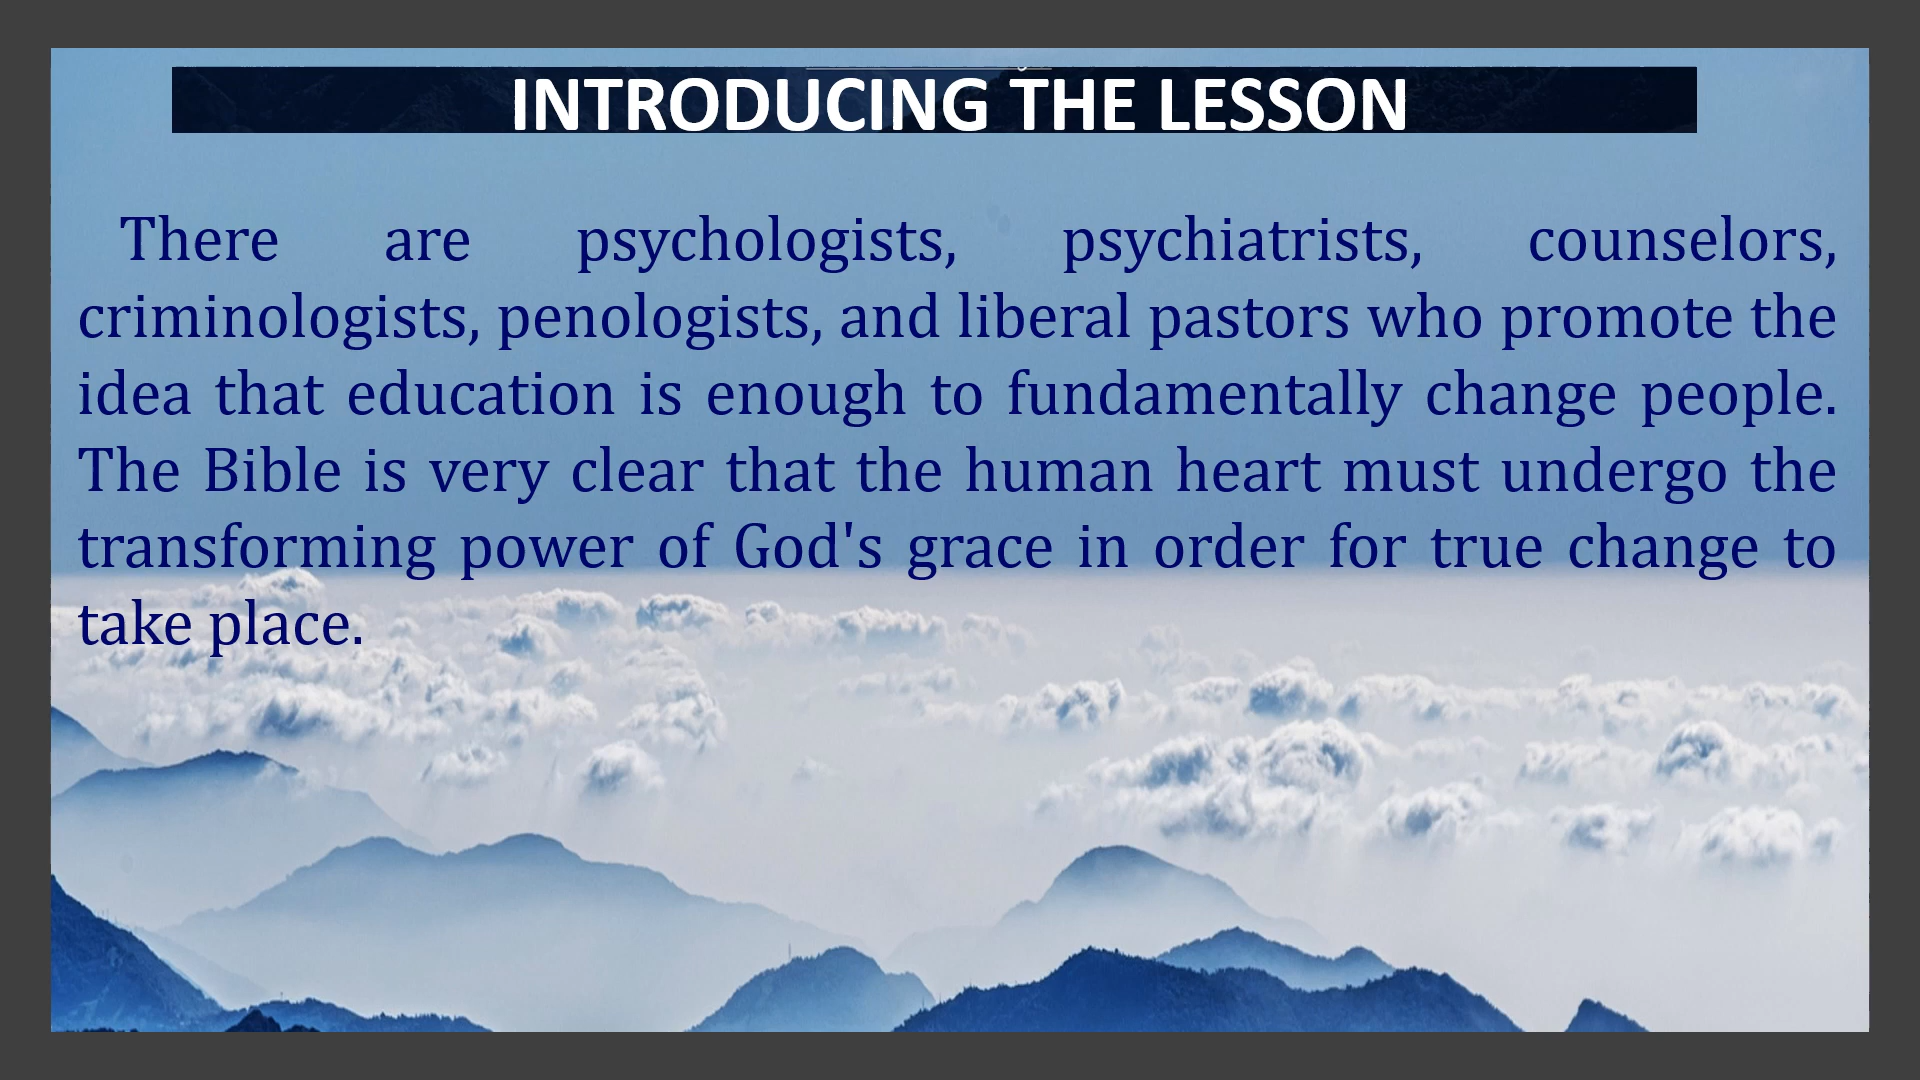 INTRODUCING THE LESSON
There are psychologists, psychiatrists, counselors,
criminologists, penologists, and liberal pastors who promote the
idea that education is enough to fundamentally change people.
The Bible is very clear that the human heart must undergo the
transforming power of God's grace in order for true change to
take place.